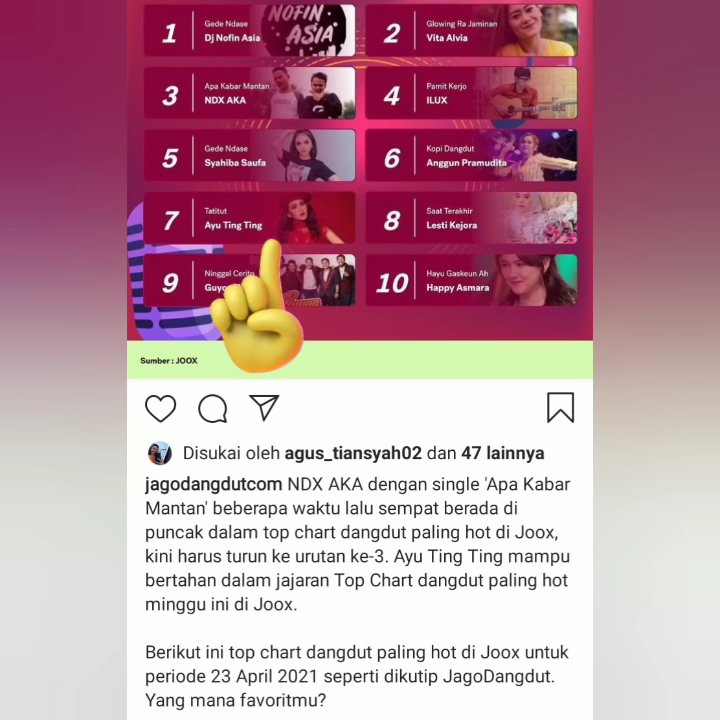 NOFIN
ASIA
1
Gede Ndase
Dj Nofin Asia
2
Glowing Ra Jaminan
Vita Alvia
3
Apa Kabar Mantan
NDX AKA
4
Pamit Kerjo
ILUX
5
Gede Ndase
Syahiba Saufa
6
Kopi Dangdut
Anggun Pramudita
7
Tatitut
Ayu Ting Ting
8
Saat Terakhir
Lesti Kejora
9
Ninggal Cerito
10
Hayu Gaskeun Ah
Happy Asmara
Sumber : JOOX
Disukai oleh agus_tiansyah02 dan 47 lainnya
jagodangdutcom NDX AKA dengan single 'Apa Kabar
Mantan' beberapa waktu lalu sempat berada di
puncak dalam top chart dangdut paling hot di Joox,
kini harus turun ke urutan ke-3. Ayu Ting Ting mampu
bertahan dalam jajaran Top Chart dangdut paling hot
minggu ini di Joox.
Berikut ini top chart dangdut paling hot di Joox untuk
periode 23 April 2021 seperti dikutip JagoDangdut.
Yang mana favoritmu?